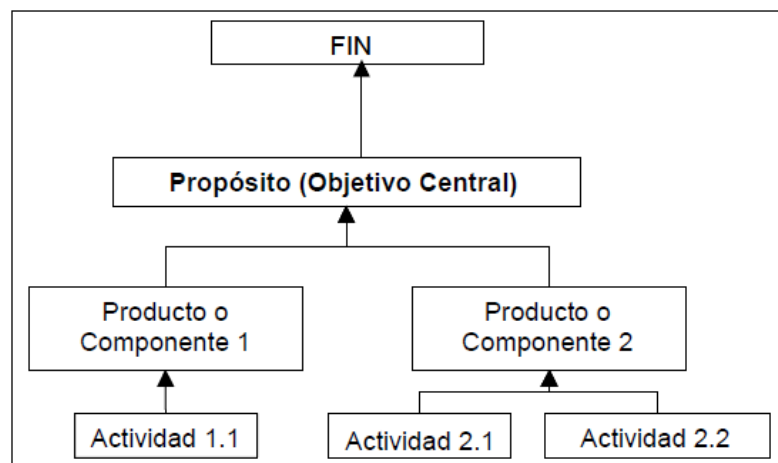 FIN
Propósito (Objetivo Central)
Producto o
Componente 1
Producto o
Componente 2
Actividad 1.1
Actividad 2.1
Actividad 2.2